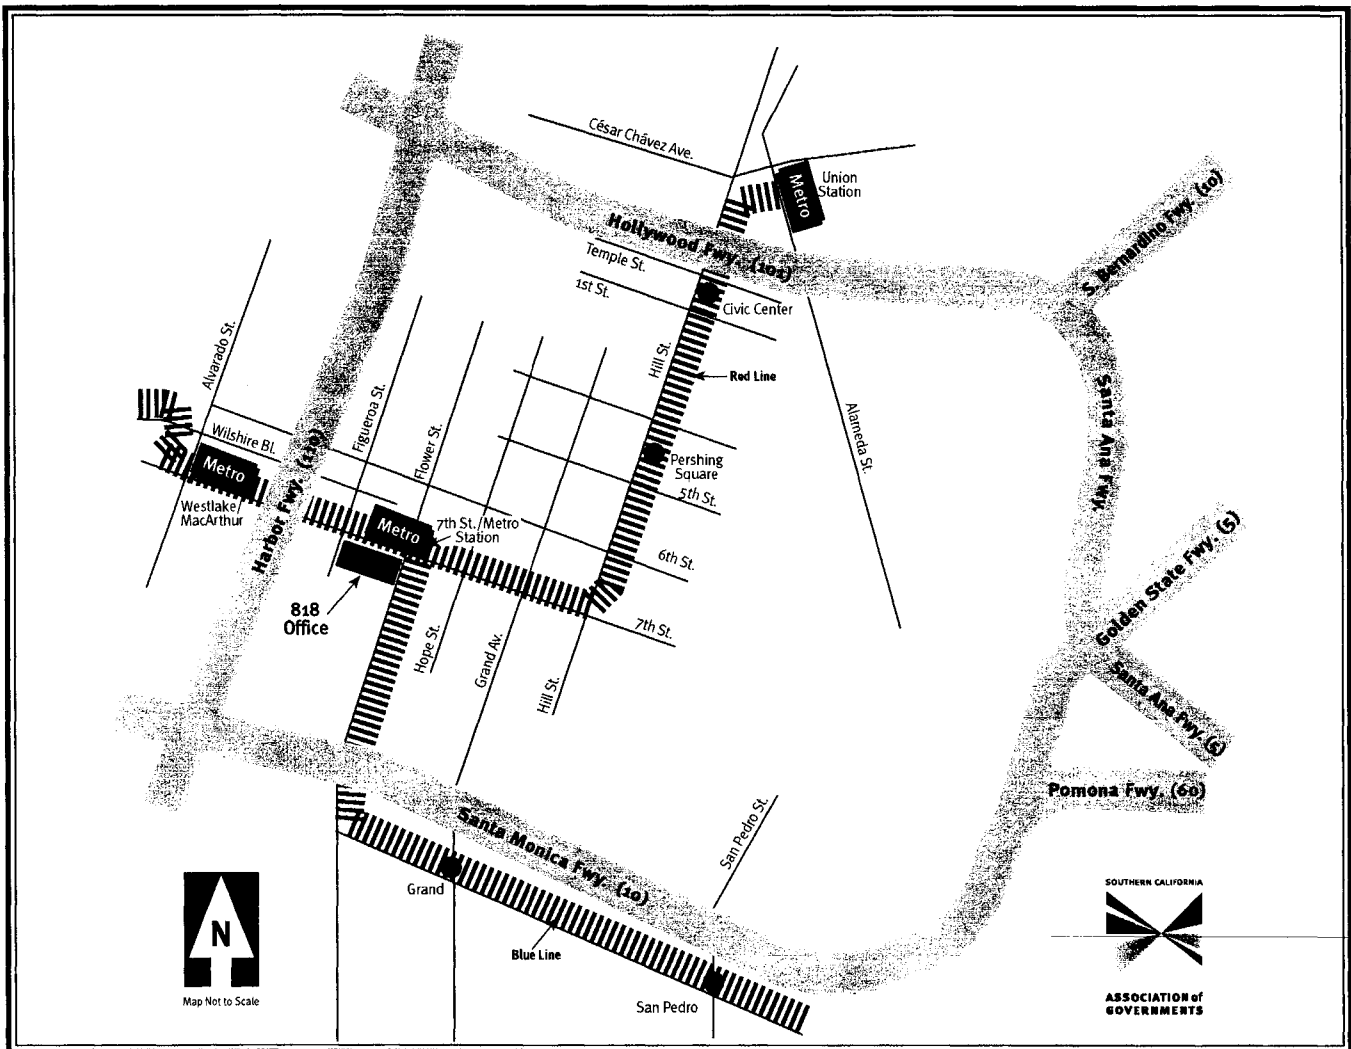 César Chávez Ave.
Metro
Union
Station
S. Bernardino Fwy. (10)
Hollywood Fwy. (101)
Temple St.
1st St.
Civic Center
Hill St.
Red Line
Alvarado St.
Figueroa St.
Flower St.
Wilshire Bl.
Harbor Fwy. (110)
Metro
Westlake/
MacArthur
Metro
7th St./Metro
Station
Pershing
Square
5th St.
6th St.
7th St.
Alameda St.
Santa Ana Fwy.
Golden State Fwy. (5)
Santa Ana Fwy. (5)
Pomona Fwy. (60)
818
Office
Hope St.
Grand Av.
Hill St.
Santa Monica Fwy. (10)
San Pedro St.
Grand
Blue Line
San Pedro
N
Map Not to Scale
SOUTHERN CALIFORNIA
ASSOCIATION of
GOVERNMENTS